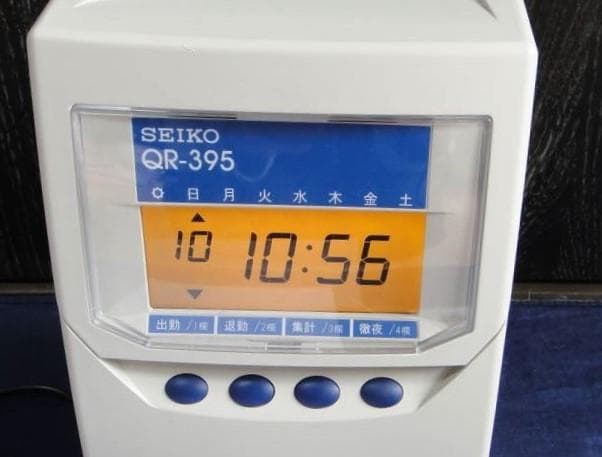 SEIKO
QR-395
日 月 火 水 木 金 土
10 10:56
出勤/1欄 退勤/2欄 集計/3欄 徹夜/4欄